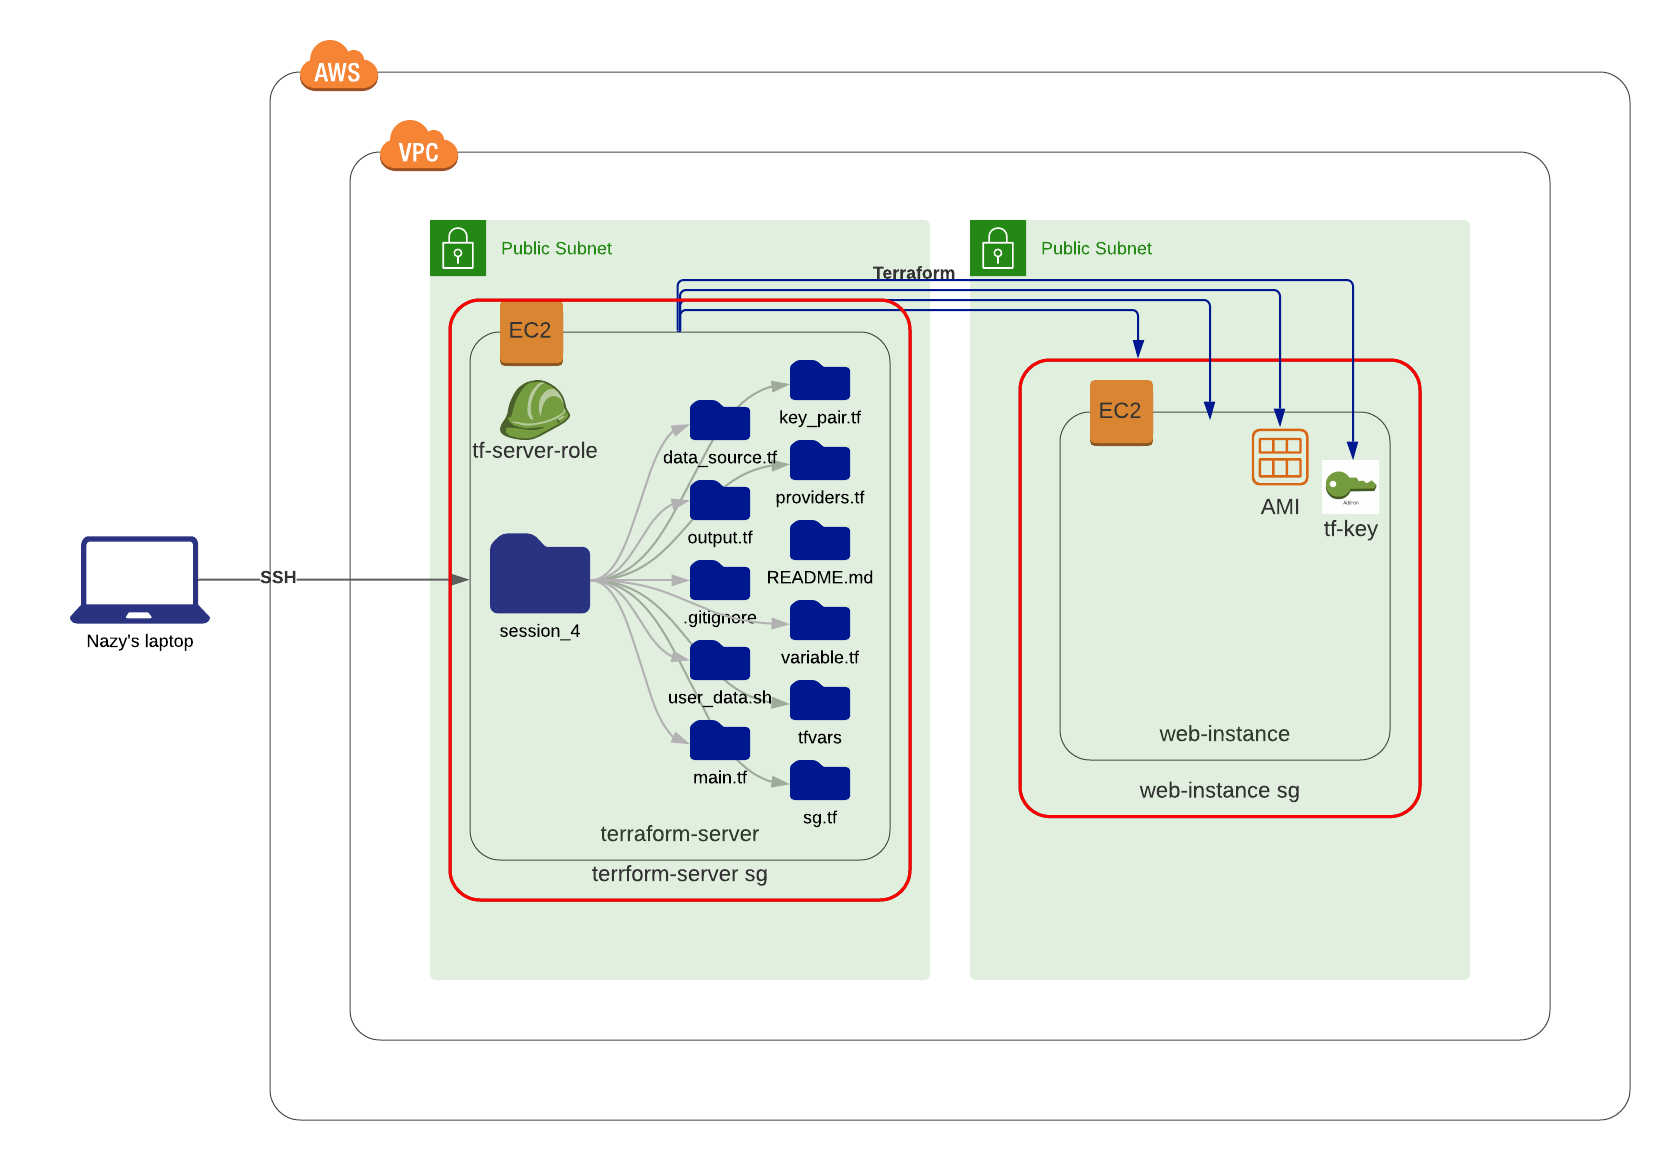 AWS
VPC
Public Subnet
Public Subnet
Terraform
EC2
tf-server-role
key_pair.tf
data_source.tf
providers.tf
output.tf
README.md
.gitignore
variable.tf
user_data.sh
tfvars
main.tf
sg.tf
session_4
SSH
Nazy's laptop
terraform-server
terrform-server sg
EC2
AMI
Add-on
tf-key
web-instance
web-instance sg